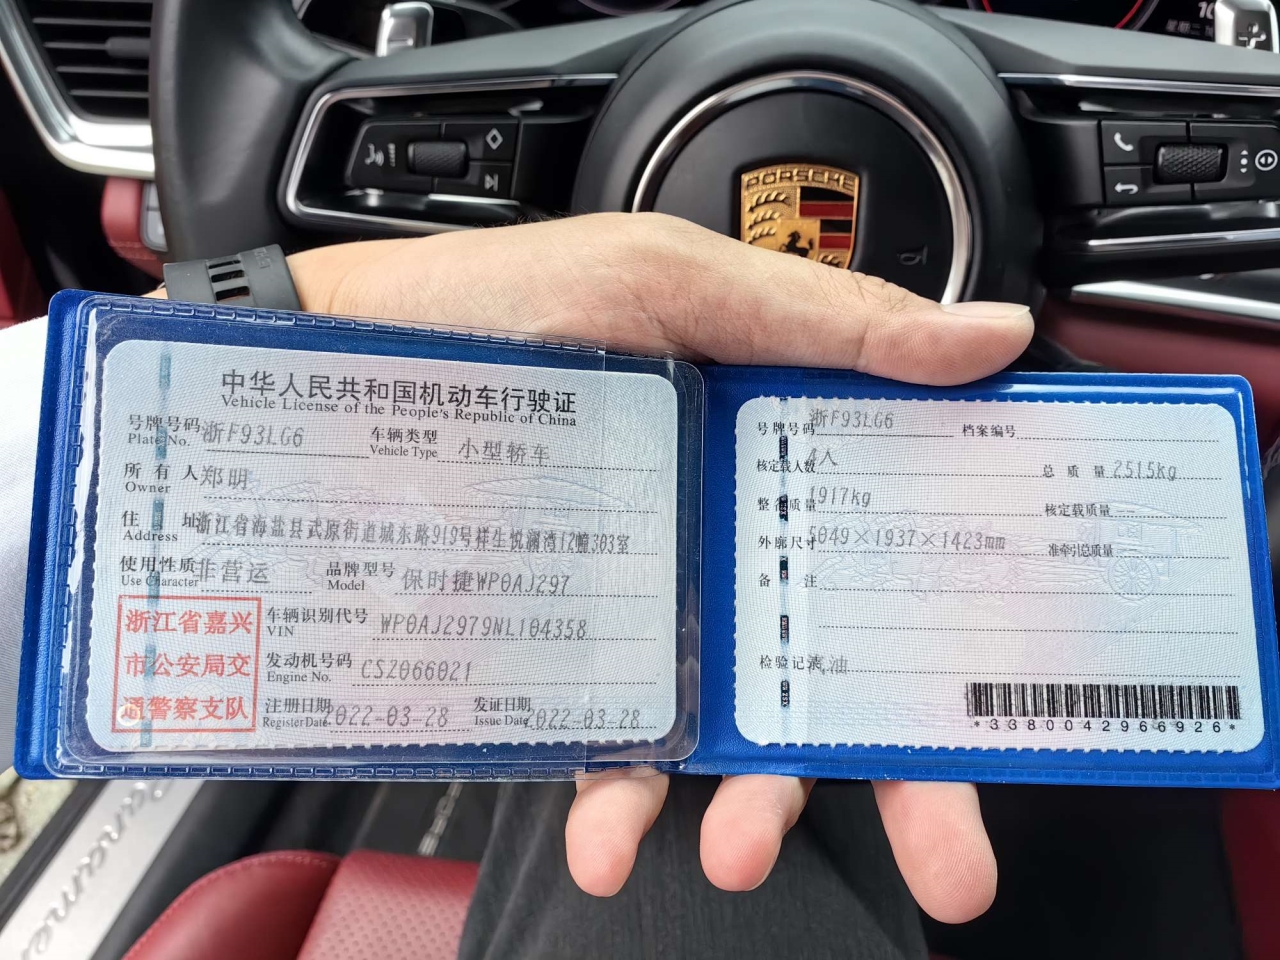 PORSCHE
中华人民共和国机动车行驶证
Vehicle License of the People's Republic of China
号牌号码 浙F93LG6 车辆类型 小型轿车
Plate No. Vehicle Type
所有人 郑明
Owner
住址 浙江省海盐县武原街道城东路919号祥生悦澜湾12幢303室
Address
使用性质 非营运 品牌型号 保时捷WP0AJ297
Use Character Model
浙江省嘉兴
市公安局交
通警察支队
车辆识别代号 WP0AJ2979NL104358
VIN
发动机号码 CSZ066021
Engine No.
注册日期 2022-03-28 发证日期 2022-03-28
Register Date Issue Date
号牌号码 浙F93LG6 档案编号
核定载人数 4人 总质量 2515kg
整备质量 1917kg 核定载质量 --
外廓尺寸 5049×1937×1423mm 准牵引总质量 --
备注
检验记录 汽油
*3380042966926*
Panamera